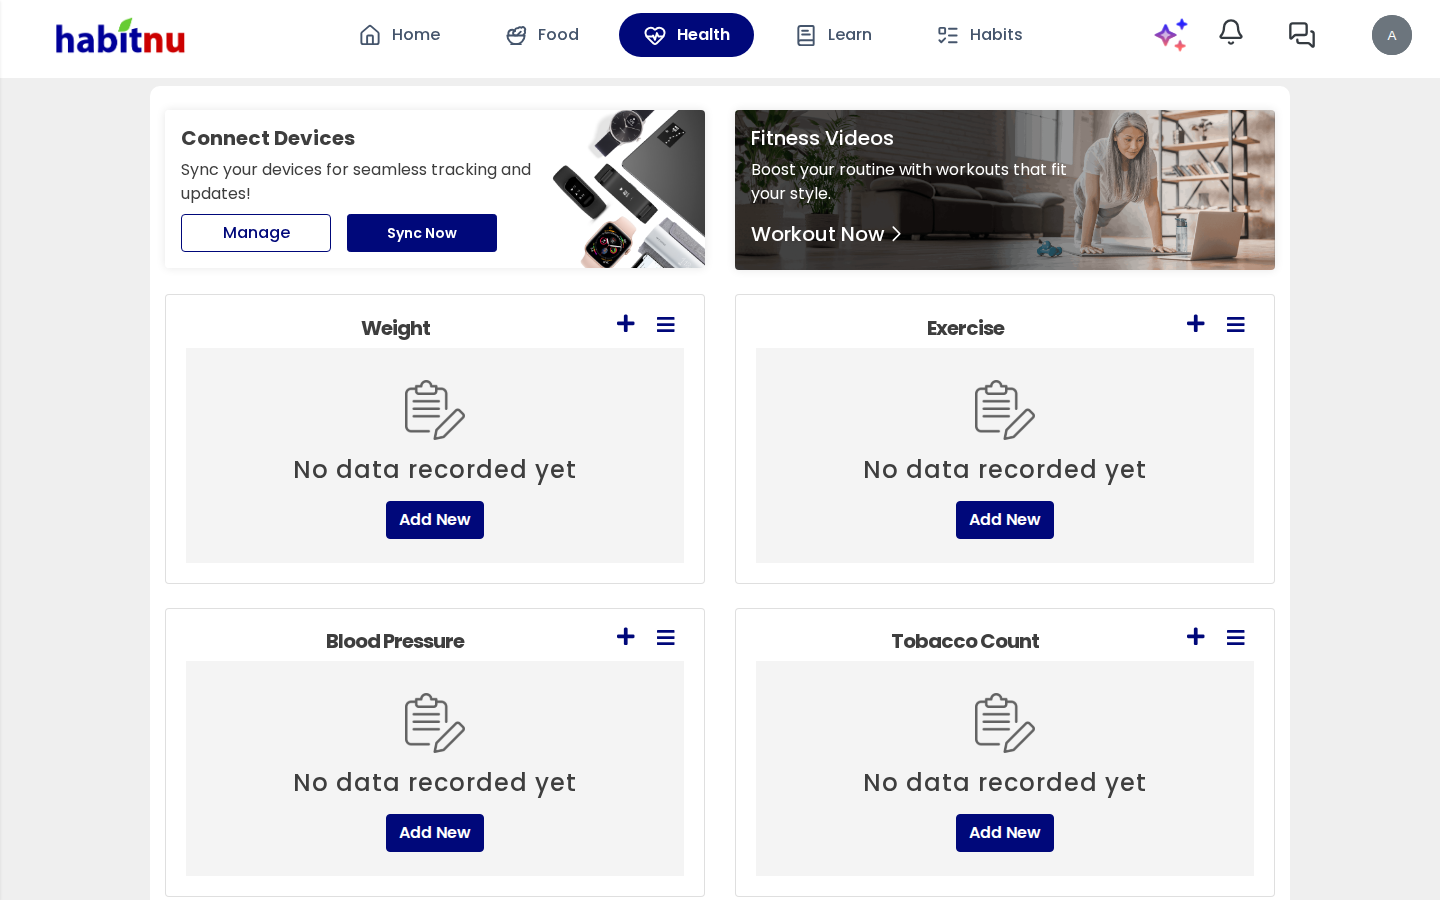 habitnu
Home
Food
Health
Learn
Habits
A
Connect Devices
Sync your devices for seamless tracking and
updates!
Manage
Sync Now
Fitness Videos
Boost your routine with workouts that fit
your style.
Workout Now
Weight
No data recorded yet
Add New
Exercise
No data recorded yet
Add New
Blood Pressure
No data recorded yet
Add New
Tobacco Count
No data recorded yet
Add New